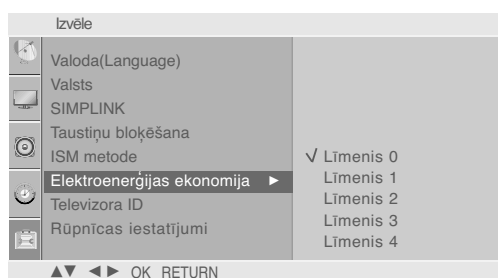 Izvēle
Valoda(Language)
Valsts
SIMPLINK
Taustiņu bloķēšana
ISM metode
Elektroenerģijas ekonomija ►
Televizora ID
Rūpnīcas iestatījumi
√ Līmenis 0
Līmenis 1
Līmenis 2
Līmenis 3
Līmenis 4
▲▼ ◄► OK RETURN